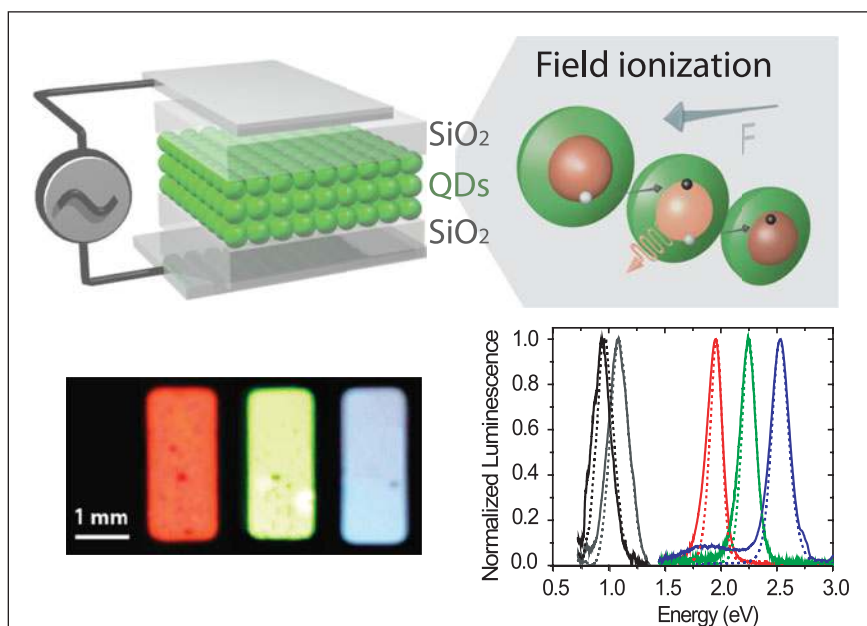 Field ionization
F
SiO₂
QDs
SiO₂
1 mm
Normalized Luminescence
1.0
0.8
0.6
0.4
0.2
0.0
0.5 1.0 1.5 2.0 2.5 3.0
Energy (eV)